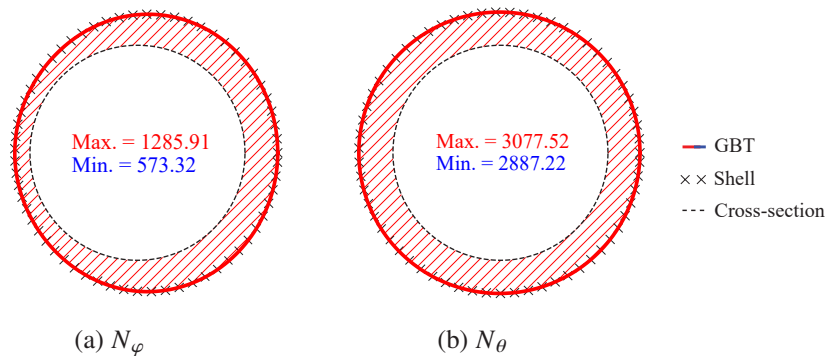 Max. = 1285.91
Min. = 573.32
Max. = 3077.52
Min. = 2887.22
GBT
Shell
Cross-section
(a) Nφ
(b) Nθ